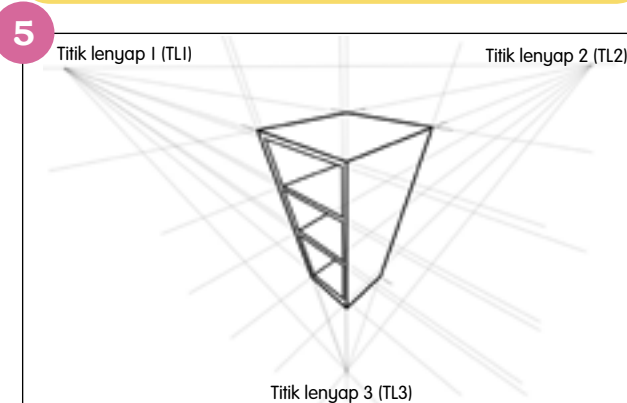 5
Titik lenyap 1 (TL1)
Titik lenyap 2 (TL2)
Titik lenyap 3 (TL3)